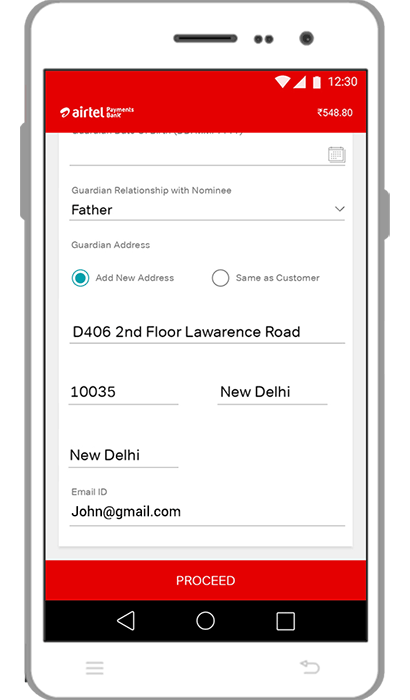 12:30
airtel Payments Bank
₹548.80
Guardian Relationship with Nominee
Father
Guardian Address
Add New Address
Same as Customer
D406 2nd Floor Lawarence Road
10035
New Delhi
New Delhi
Email ID
John@gmail.com
PROCEED